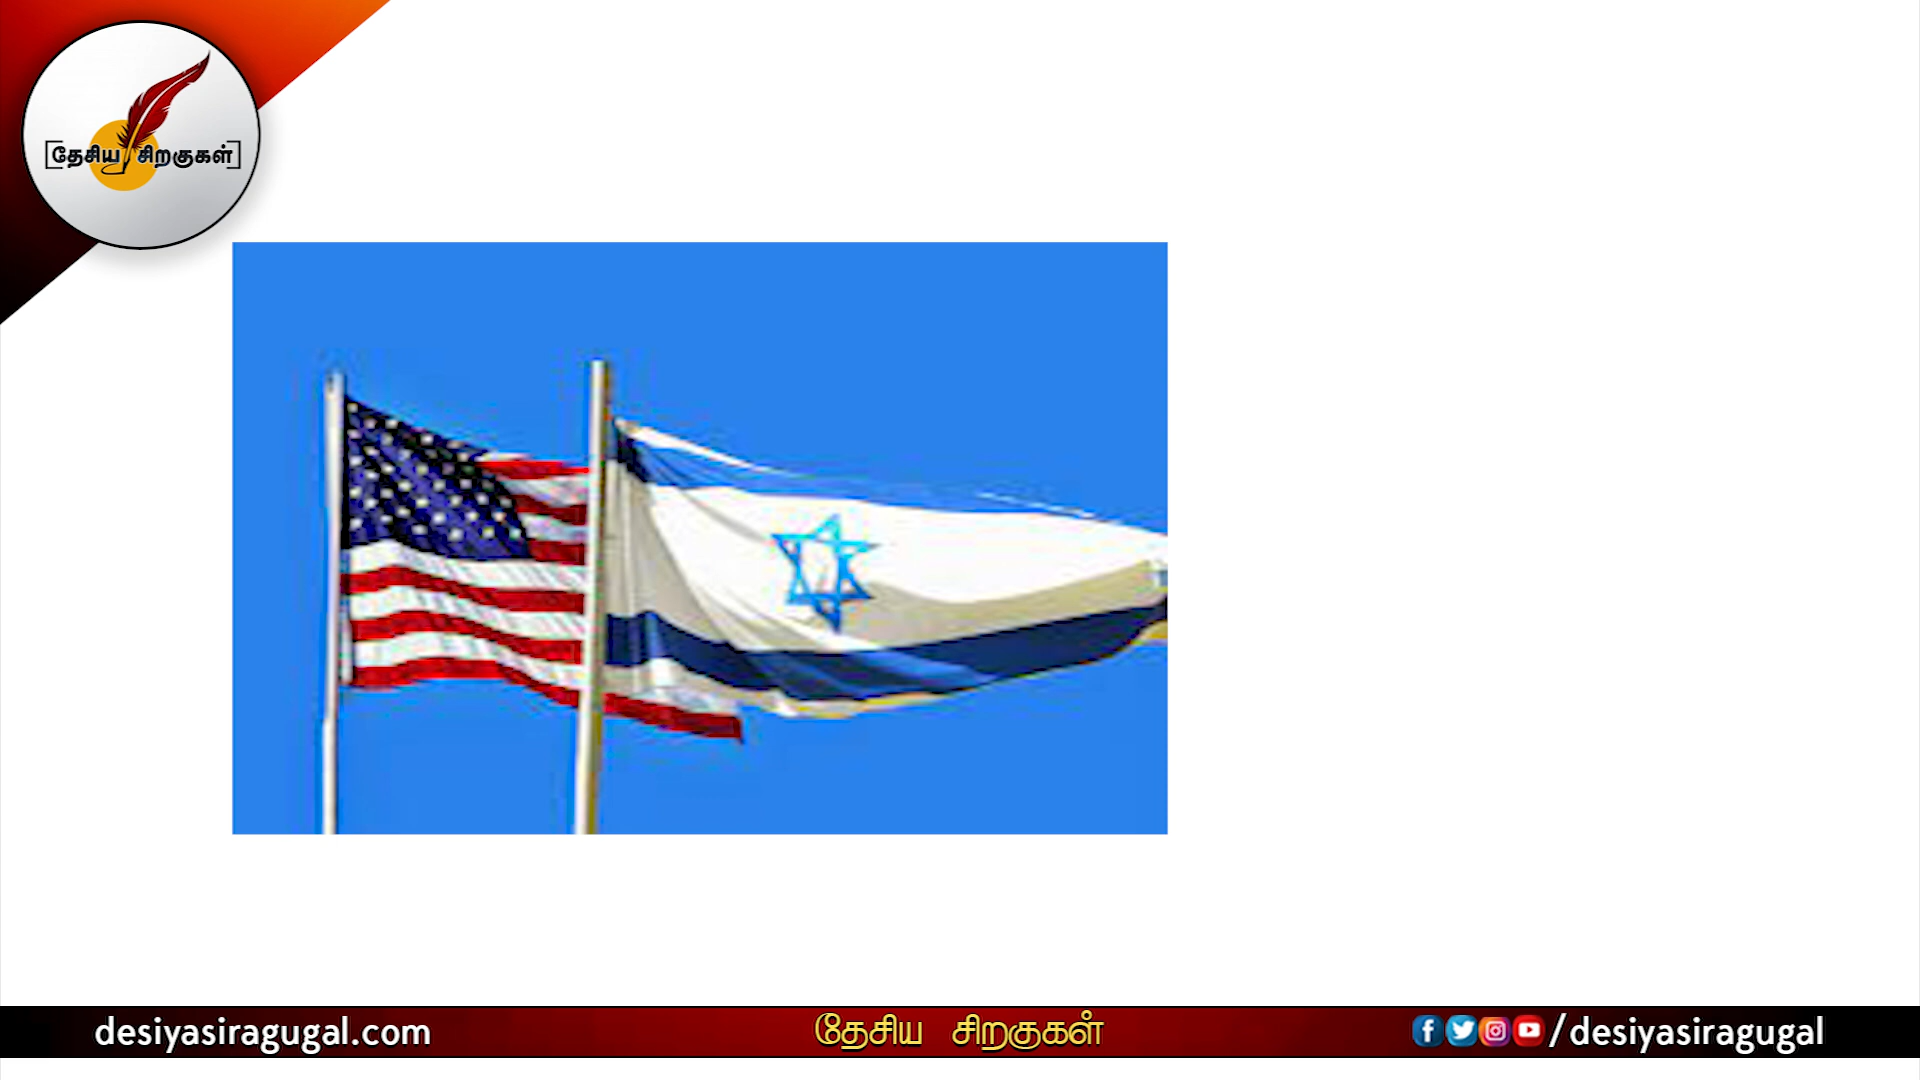 [தேசிய சிறகுகள்]
desiyasiragugal.com
தேசிய சிறகுகள்
/desiyasiragugal